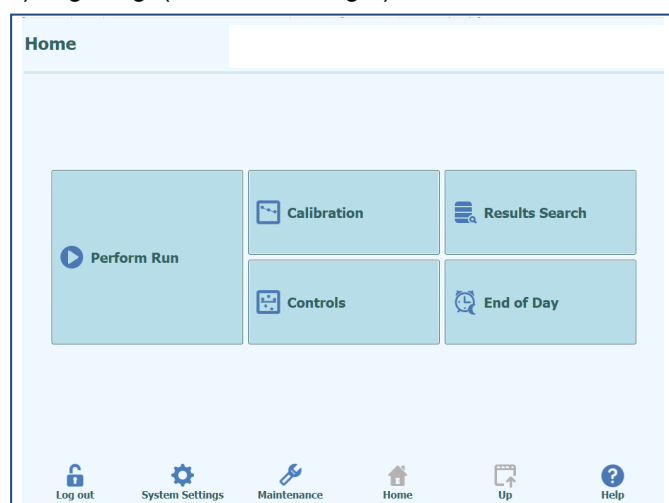 Home
Calibration
Results Search
Perform Run
Controls
End of Day
Log out
System Settings
Maintenance
Home
Up
Help